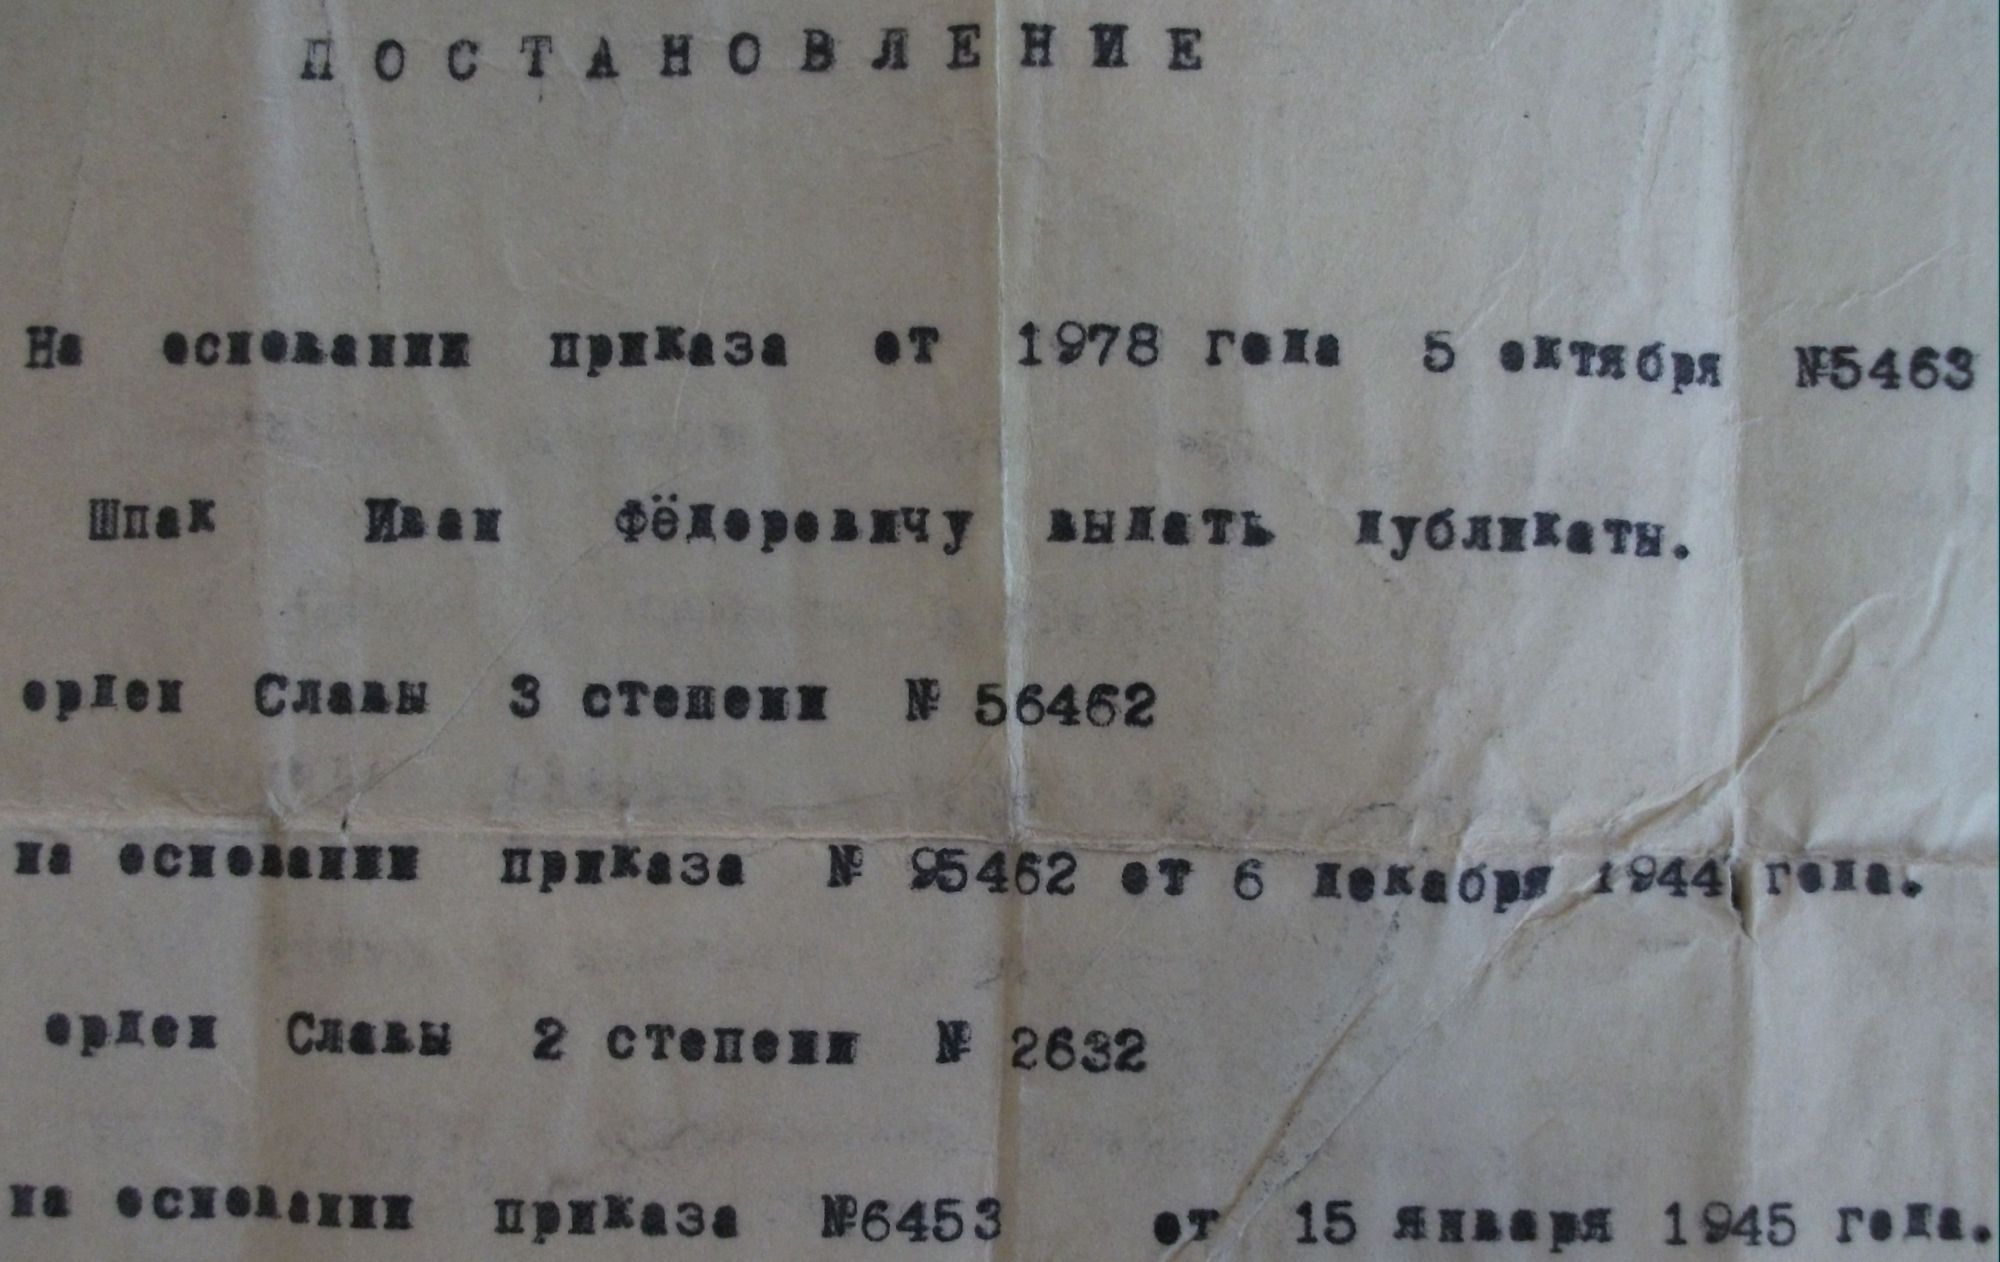 ПОСТАНОВЛЕНИЕ
На основании приказа от 1978 года 5 октября №5463
Шпак Иван Фёдоровичу выдать дубликаты.
орден Славы 3 степени № 56462
на основании приказа № 95462 от 6 декабря 1944 года.
орден Славы 2 степени № 2632
на основании приказа №6453 от 15 января 1945 года.